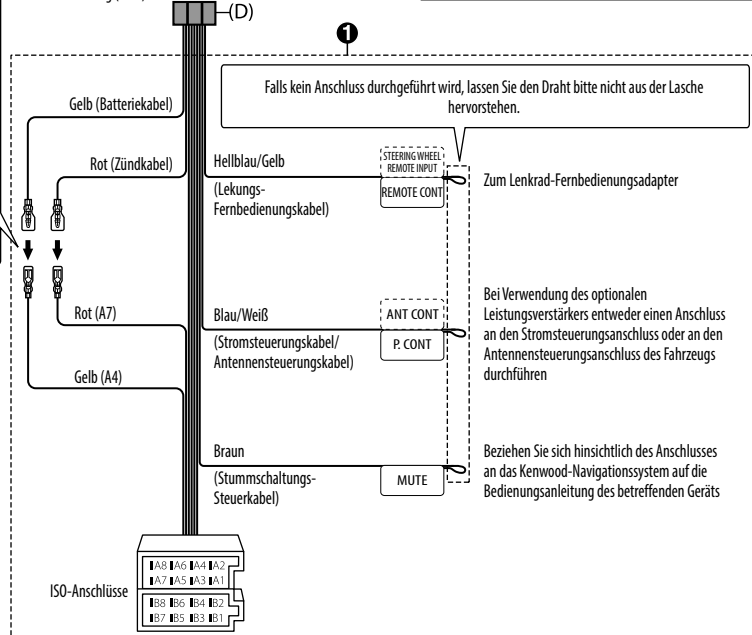 (D)
1
Falls kein Anschluss durchgeführt wird, lassen Sie den Draht bitte nicht aus der Lasche
hervorstehen.
Gelb (Batteriekabel)
Rot (Zündkabel)
Hellblau/Gelb
(Lekungs-
Fernbedienungskabel)
STEERING WHEEL
REMOTE INPUT
REMOTE CONT
Zum Lenkrad-Fernbedienungsadapter
Rot (A7)
Gelb (A4)
Blau/Weiß
(Stromsteuerungskabel/
Antennensteuerungskabel)
ANT CONT
P. CONT
Bei Verwendung des optionalen
Leistungsverstärkers entweder einen Anschluss
an den Stromsteuerungsanschluss oder an den
Antennensteuerungsanschluss des Fahrzeugs
durchführen
Braun
(Stummschaltungs-
Steuerkabel)
MUTE
Beziehen Sie sich hinsichtlich des Anschlusses
an das Kenwood-Navigationssystem auf die
Bedienungsanleitung des betreffenden Geräts
ISO-Anschlüsse
A8 A6 A4 A2
A7 A5 A3 A1
B8 B6 B4 B2
B7 B5 B3 B1